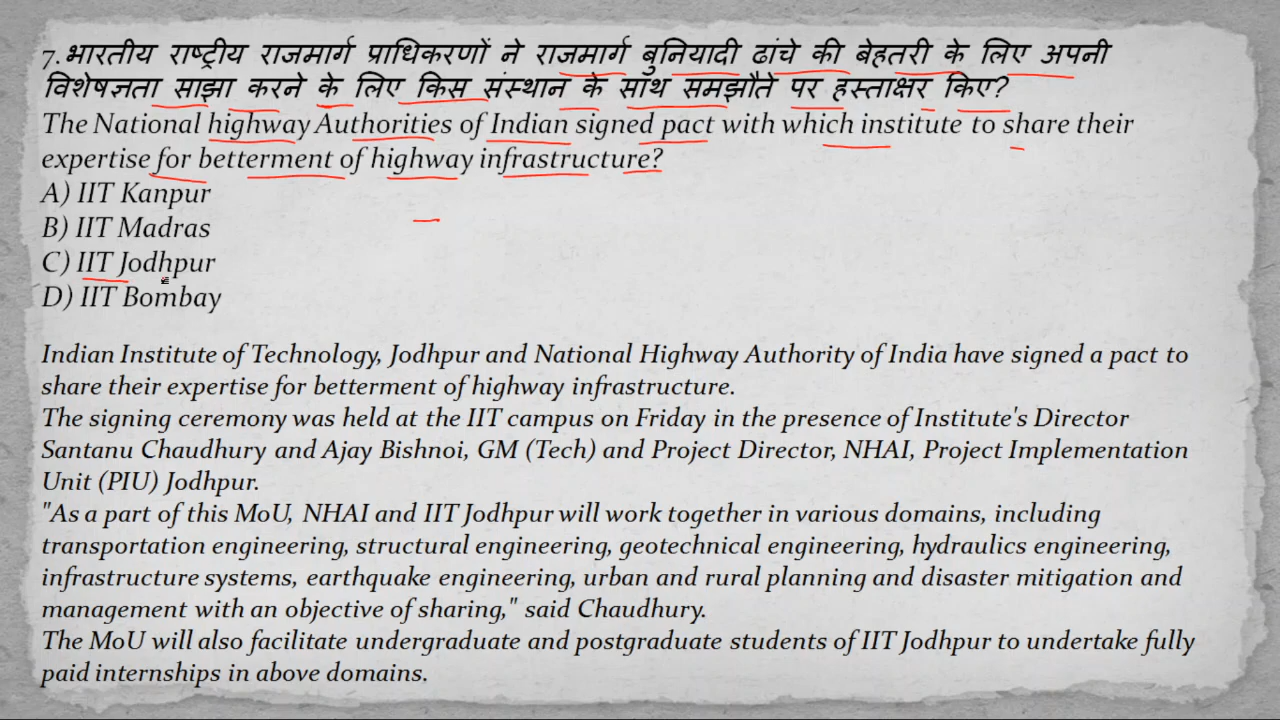 7.भारतीय राष्ट्रीय राजमार्ग प्राधिकरणों ने राजमार्ग बुनियादी ढांचे की बेहतरी के लिए अपनी
विशेषज्ञता साझा करने के लिए किस संस्थान के साथ समझौते पर हस्ताक्षर किए?
The National highway Authorities of Indian signed pact with which institute to share their
expertise for betterment of highway infrastructure?
A) IIT Kanpur
B) IIT Madras
C) IIT Jodhpur
D) IIT Bombay
Indian Institute of Technology, Jodhpur and National Highway Authority of India have signed a pact to
share their expertise for betterment of highway infrastructure.
The signing ceremony was held at the IIT campus on Friday in the presence of Institute's Director
Santanu Chaudhury and Ajay Bishnoi, GM (Tech) and Project Director, NHAI, Project Implementation
Unit (PIU) Jodhpur.
"As a part of this MoU, NHAI and IIT Jodhpur will work together in various domains, including
transportation engineering, structural engineering, geotechnical engineering, hydraulics engineering,
infrastructure systems, earthquake engineering, urban and rural planning and disaster mitigation and
management with an objective of sharing," said Chaudhury.
The MoU will also facilitate undergraduate and postgraduate students of IIT Jodhpur to undertake fully
paid internships in above domains.